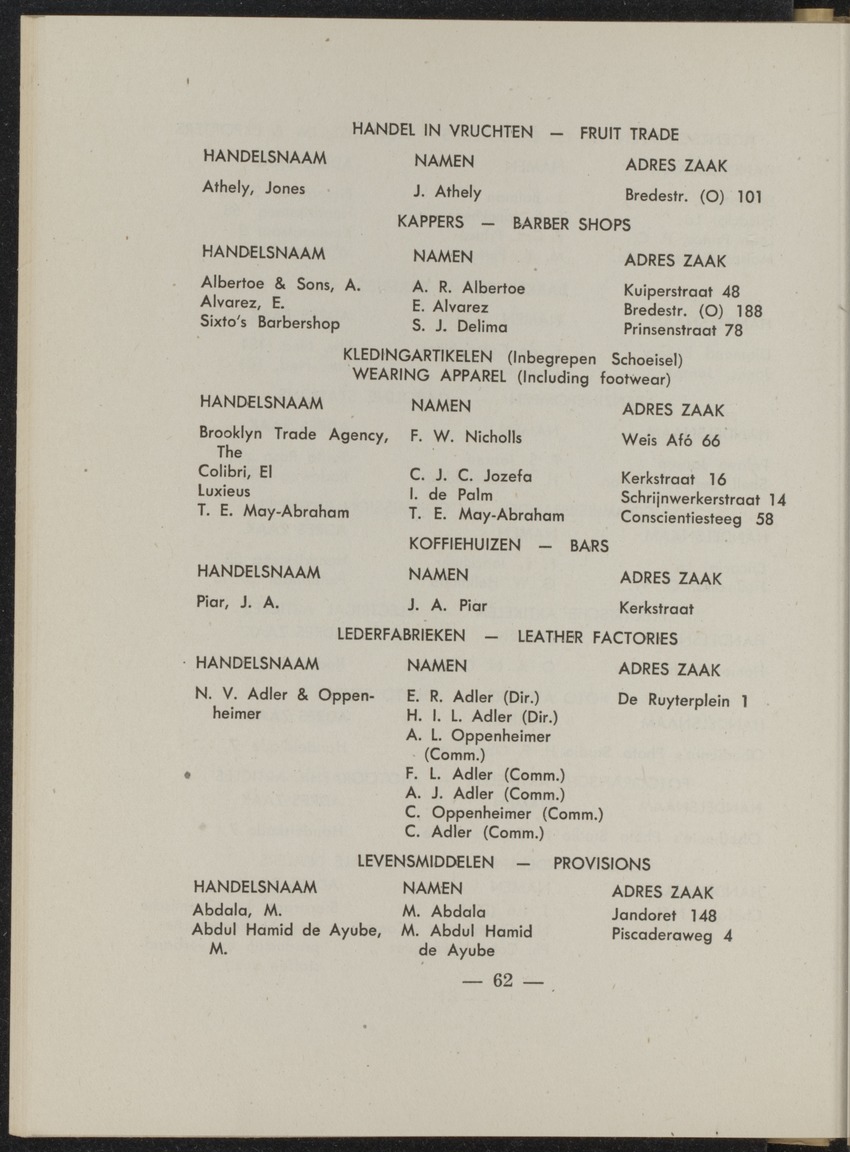 HANDEL IN VRUCHTEN — FRUIT TRADE
HANDELSNAAM NAMEN ADRES ZAAK
Athely, Jones J. Athely Bredestr. (O) 101
KAPPERS — BARBER SHOPS
HANDELSNAAM NAMEN ADRES ZAAK
Albertoe & Sons, A. A. R. Albertoe Kuiperstraat 48
Alvarez, E. E. Alvarez Bredestr. (O) 188
Sixto's Barbershop S. J. Delima Prinsenstraat 78
KLEDINGARTIKELEN (Inbegrepen Schoeisel)
WEARING APPAREL (Including footwear)
HANDELSNAAM NAMEN ADRES ZAAK
Brooklyn Trade Agency, F. W. Nicholls Weis Afó 66
The
Colibri, El C. J. C. Jozefa Kerkstraat 16
Luxieus I. de Palm Schrijnwerkerstraat 14
T. E. May-Abraham T. E. May-Abraham Conscientiesteeg 58
KOFFIEHUIZEN — BARS
HANDELSNAAM NAMEN ADRES ZAAK
Piar, J. A. J. A. Piar Kerkstraat
LEDERFABRIEKEN — LEATHER FACTORIES
HANDELSNAAM NAMEN ADRES ZAAK
N. V. Adler & Oppen- E. R. Adler (Dir.) De Ruyterplein 1
heimer H. I. L. Adler (Dir.)
A. L. Oppenheimer
(Comm.)
F. L. Adler (Comm.)
A. J. Adler (Comm.)
C. Oppenheimer (Comm.)
C. Adler (Comm.)
LEVENSMIDDELEN — PROVISIONS
HANDELSNAAM NAMEN ADRES ZAAK
Abdala, M. M. Abdala Jandoret 148
Abdul Hamid de Ayube, M. Abdul Hamid Piscaderaweg 4
M. de Ayube
— 62 —